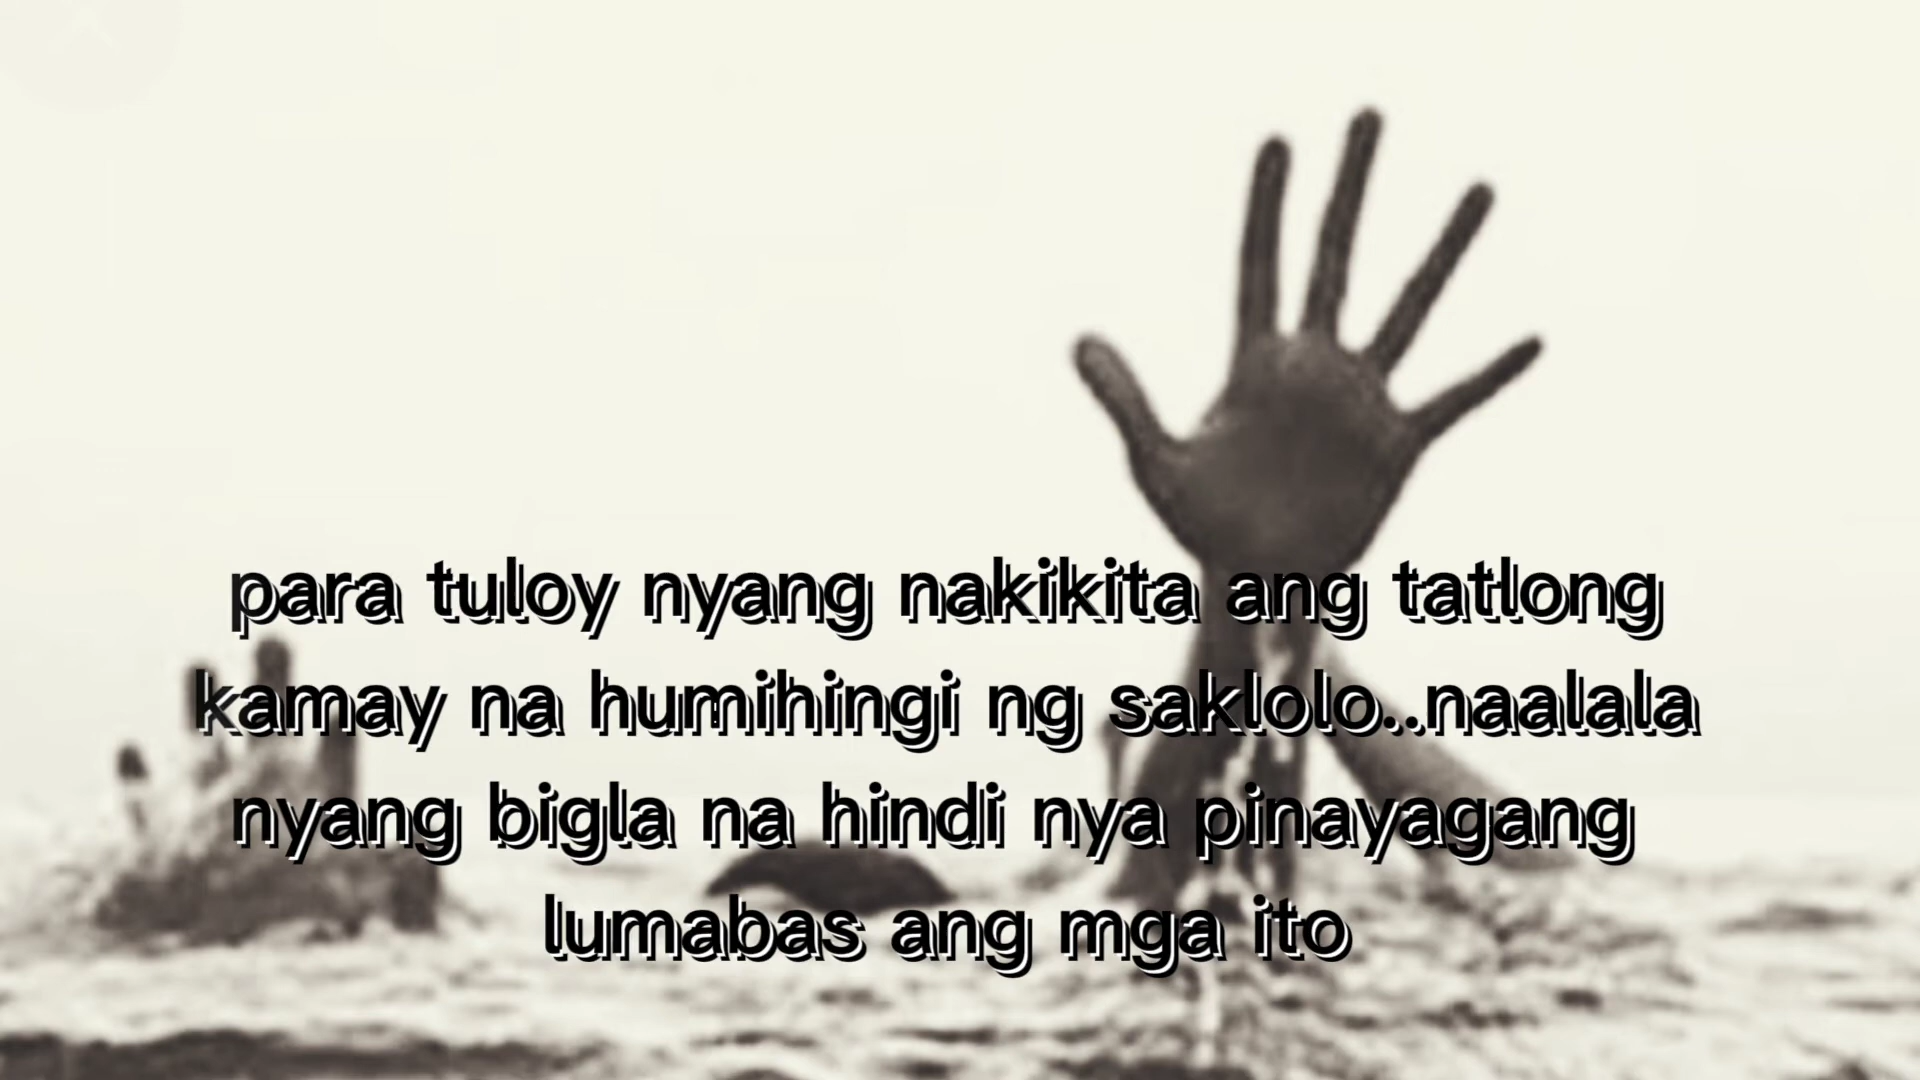 para tuloy nyang nakikita ang tatlong
kamay na humihingi ng saklolo..naalala
nyang bigla na hindi nya pinayagang
lumabas ang mga ito